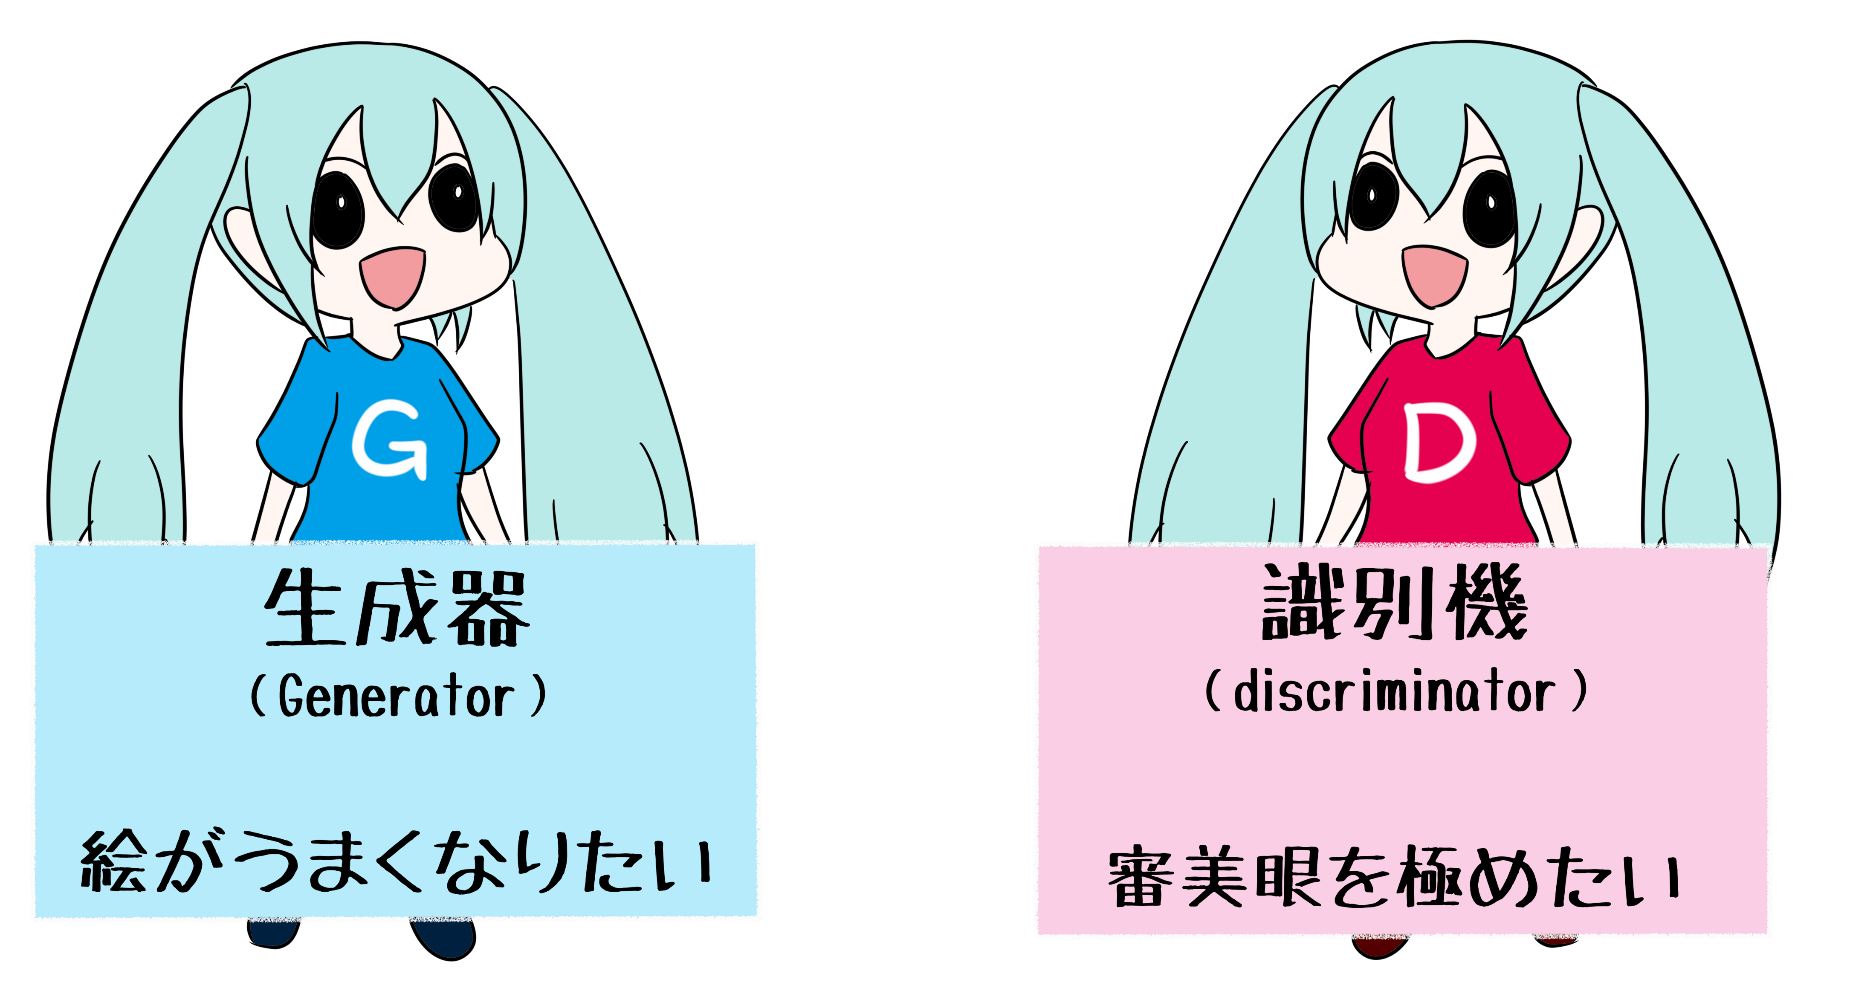 G
生成器
(Generator)
絵がうまくなりたい
D
識別機
(discriminator)
審美眼を極めたい